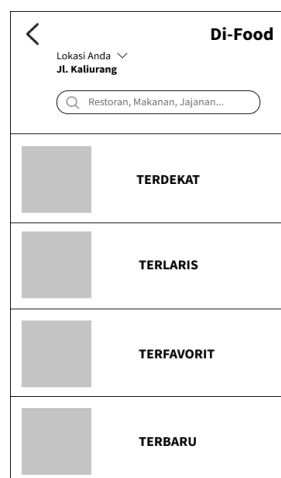 Di-Food
Lokasi Anda
Jl. Kaliurang
Restoran, Makanan, Jajanan...
TERDEKAT
TERLARIS
TERFAVORIT
TERBARU